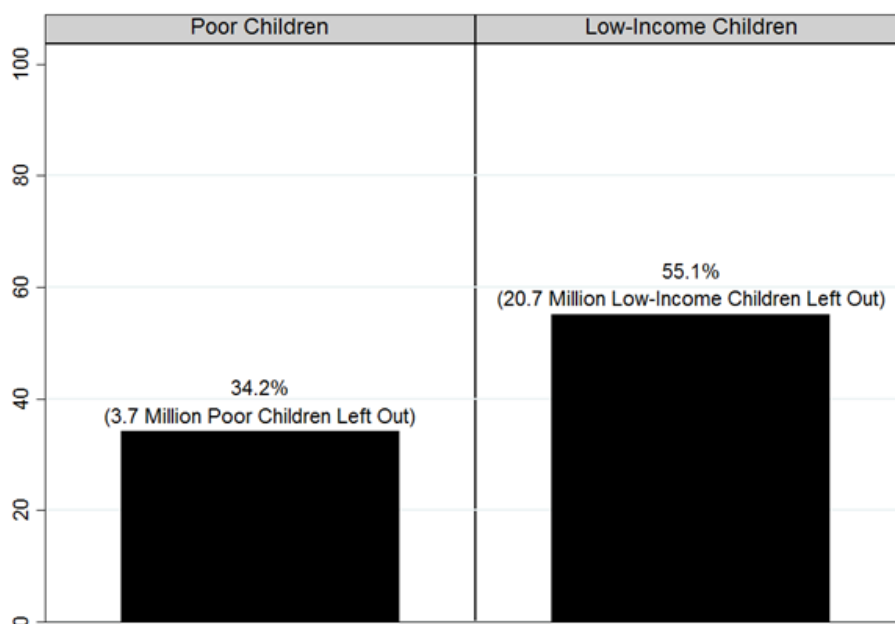 Poor Children
Low-Income Children
100
80
60
40
20
0
55.1%
(20.7 Million Low-Income Children Left Out)
34.2%
(3.7 Million Poor Children Left Out)